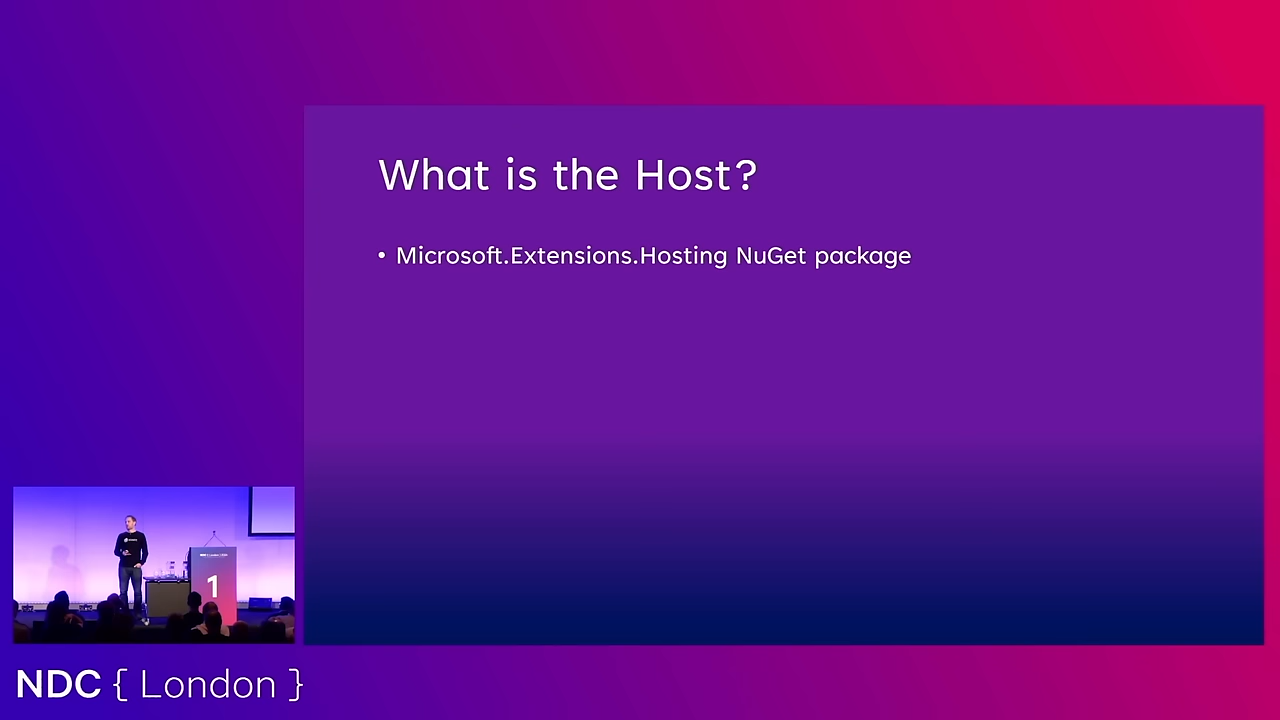 What is the Host?
• Microsoft.Extensions.Hosting NuGet package
1
NDC { London }